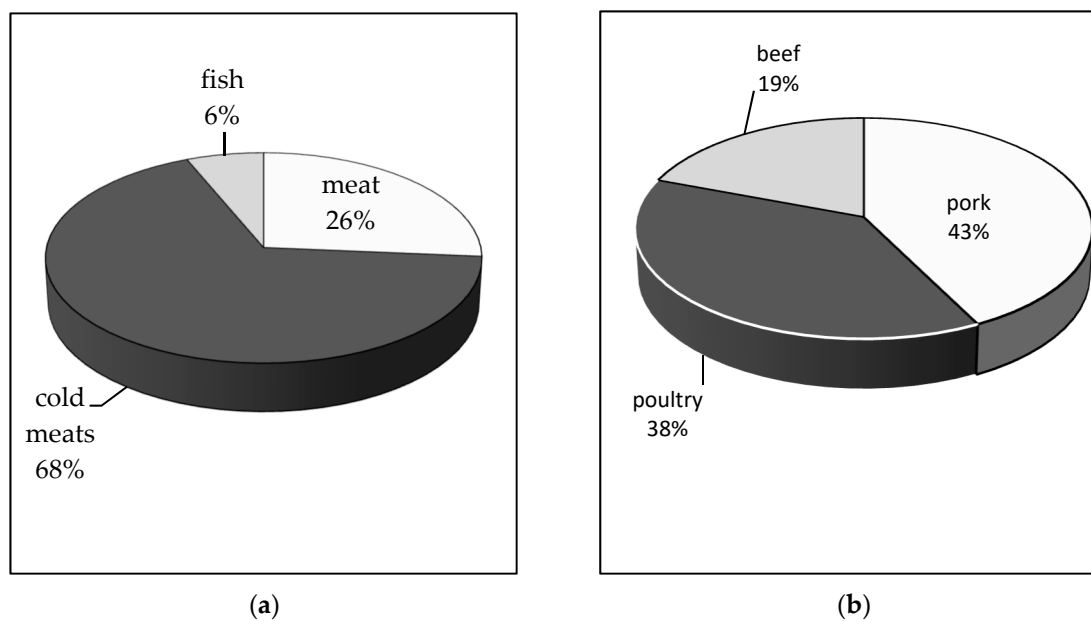 fish
6%
meat
26%
cold
meats
68%
(a)
beef
19%
pork
43%
poultry
38%
(b)